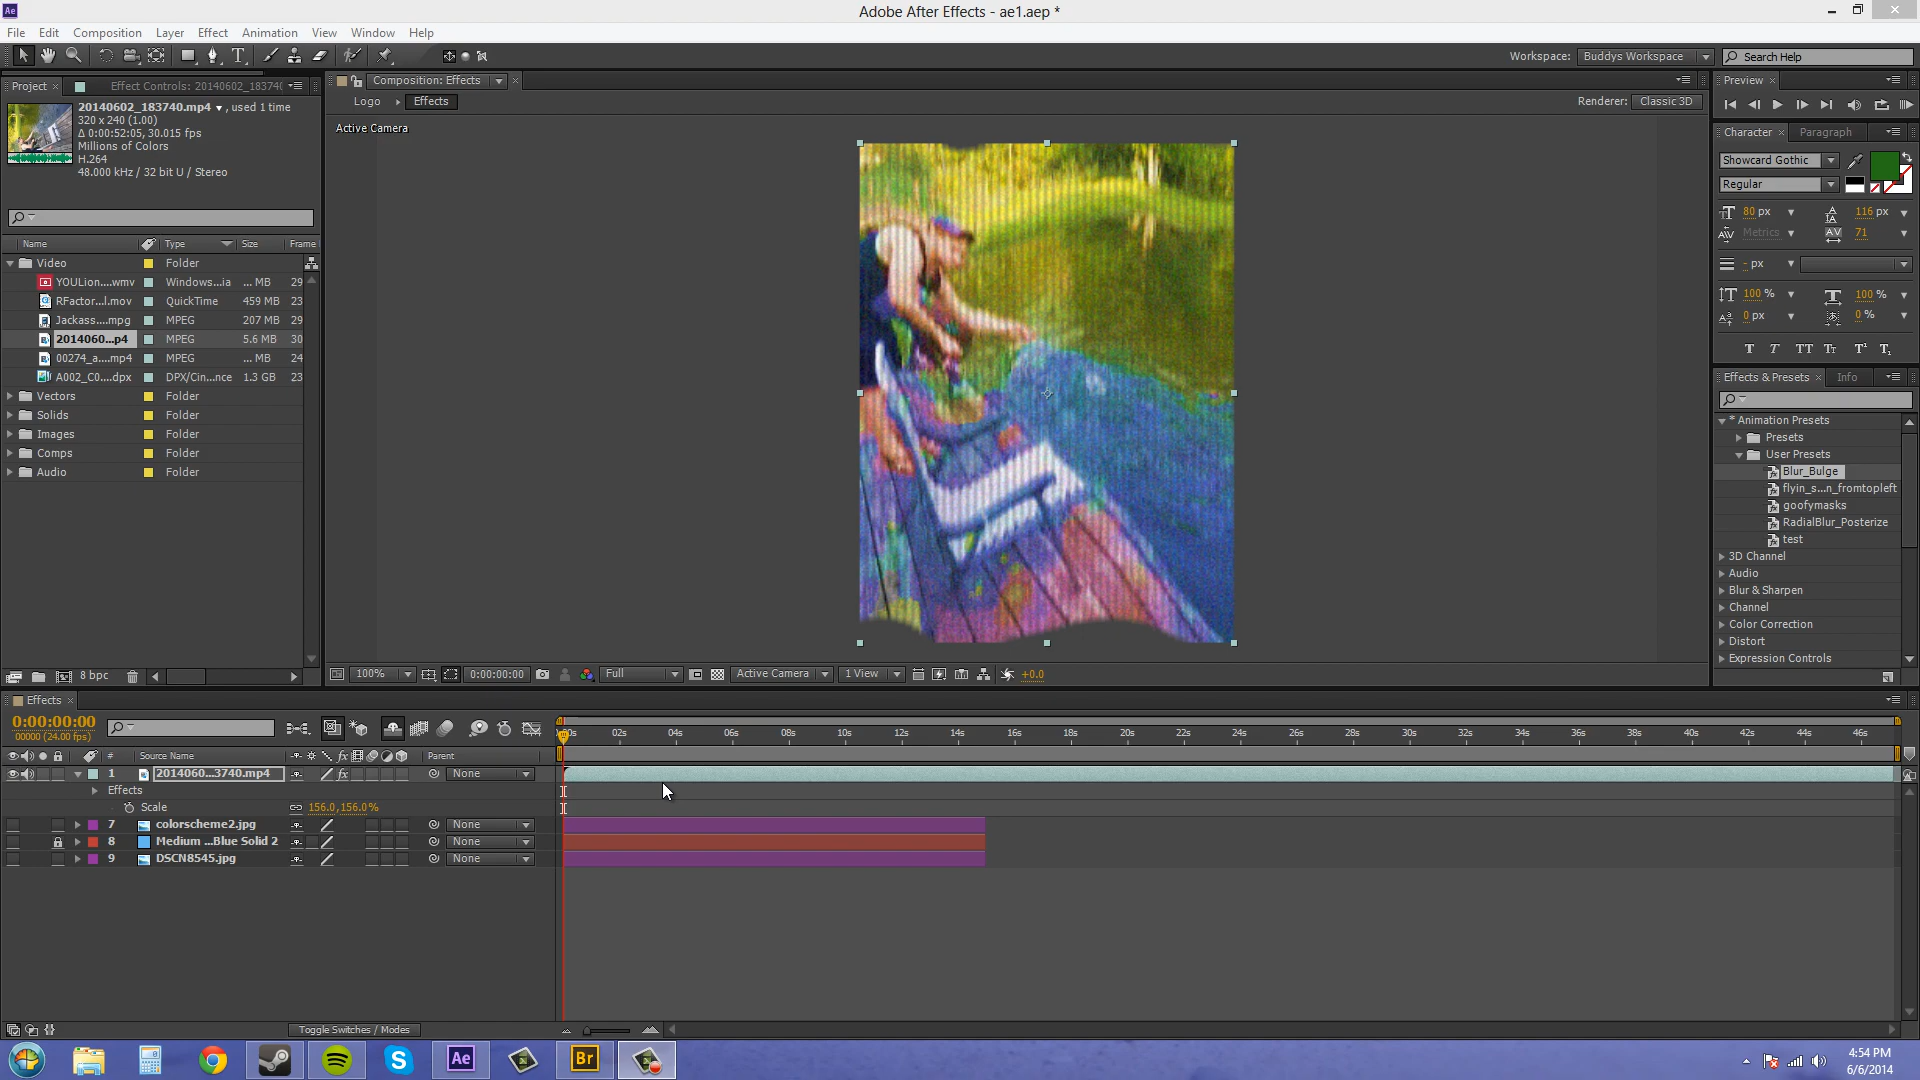 Ae
Adobe After Effects - ae1.aep *
File Edit Composition Layer Effect Animation View Window Help
T
Workspace: Buddys Workspace Search Help
Project × Effect Controls: 20140602_18374
Composition: Effects ×
Preview ×
20140602_183740.mp4 ▾ , used 1 time
320 x 240 (1.00)
Δ 0:00:52:05, 30.015 fps
Millions of Colors
H.264
48.000 kHz / 32 bit U / Stereo
Logo Effects
Renderer: Classic 3D
Active Camera
Character × Paragraph
Showcard Gothic
Regular
80 px 116 px
Metrics 71
- px
100 % 100 %
0 px 0 %
T T TT Tt T¹ T₁
Effects & Presets × Info
Name Type Size Frame
Video Folder
YOULion....wmv Windows...ia ... MB 29
RFactor...l.mov QuickTime 459 MB 23
Jackass....mpg MPEG 207 MB 29
2014060...p4 MPEG 5.6 MB 30
00274_a....mp4 MPEG ... MB 24
A002_C0....dpx DPX/Cin...nce 1.3 GB 23
Vectors Folder
Solids Folder
Images Folder
Comps Folder
Audio Folder
* Animation Presets
Presets
User Presets
Blur_Bulge
flyin_s...n_fromtopleft
goofymasks
RadialBlur_Posterize
test
3D Channel
Audio
Blur & Sharpen
Channel
Color Correction
Distort
Expression Controls
8 bpc
100% 0:00:00:00 Full Active Camera 1 View +0.0
Effects ×
0:00:00:00
00000 (24.00 fps)
02s 04s 06s 08s 10s 12s 14s 16s 18s 20s 22s 24s 26s 28s 30s 32s 34s 36s 38s 40s 42s 44s 46s
# Source Name fx Parent
1 2014060...3740.mp4 fx None
Effects
Scale 156.0,156.0%
7 colorscheme2.jpg None
8 Medium ...Blue Solid 2 None
9 DSCN8545.jpg None
Toggle Switches / Modes
Ae Br
4:54 PM
6/6/2014